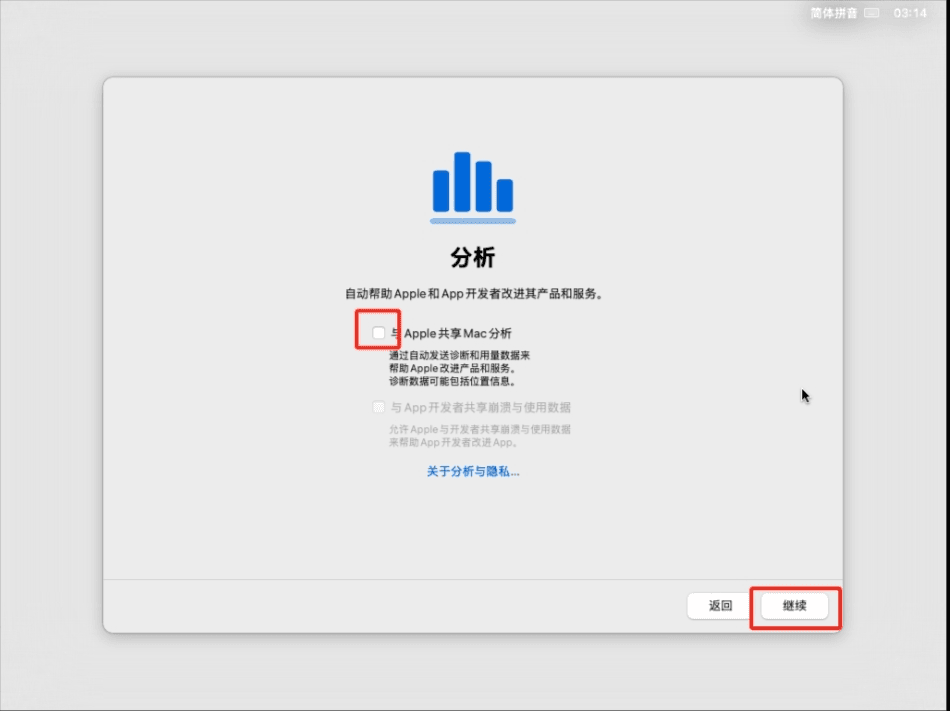 简体拼音 03:14
分析
自动帮助Apple和App开发者改进其产品和服务。
与Apple共享Mac分析
通过自动发送诊断和用量数据来
帮助Apple改进产品和服务。
诊断数据可能包括位置信息。
与App开发者共享崩溃与使用数据
允许Apple与开发者共享崩溃与使用数据
来帮助App开发者改进App。
关于分析与隐私...
返回 继续